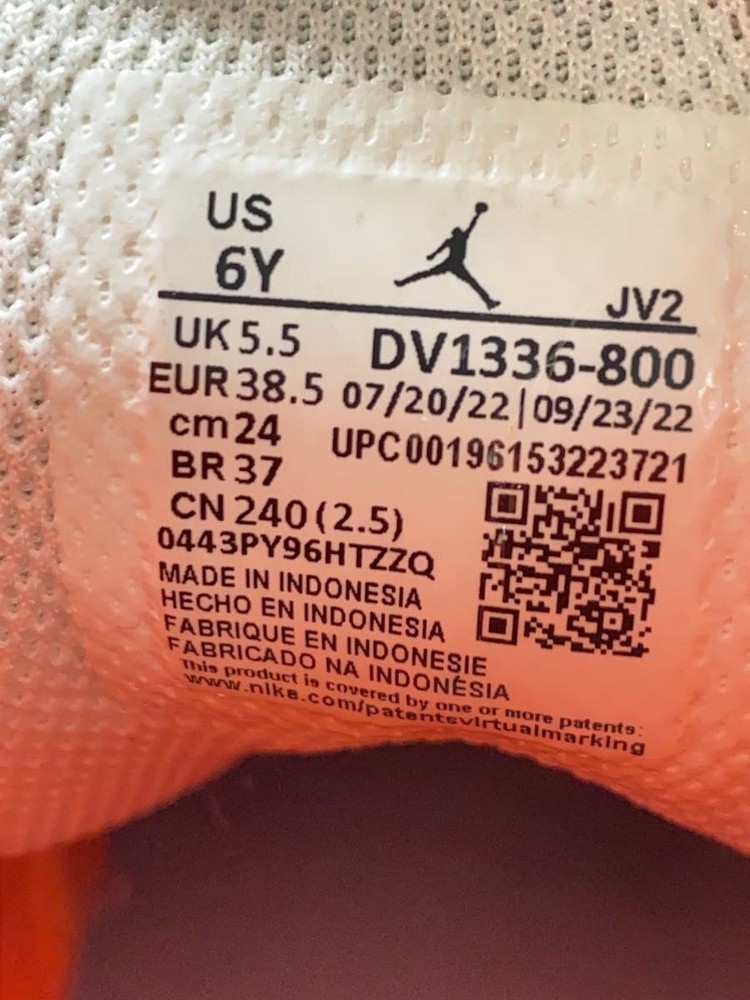 US
6Y
JV2
UK 5.5
DV1336-800
EUR 38.5
07/20/22|09/23/22
cm 24
UPC00196153223721
BR 37
CN 240 (2.5)
0443PY96HTZZQ
MADE IN INDONESIA
HECHO EN INDONESIA
FABRIQUE EN INDONESIE
FABRICADO NA INDONÉSIA
This product is covered by one or more patents:
www.nike.com/patentsvirtualmarking